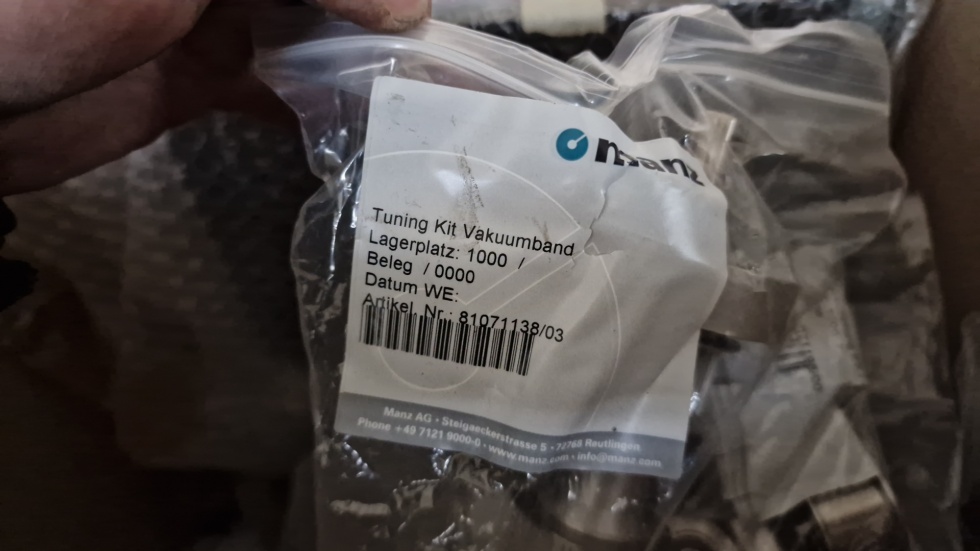 manz
Tuning Kit Vakuumband
Lagerplatz: 1000 /
Beleg / 0000
Datum WE:
Artikel. Nr.: 81071138/03
Manz AG • Steigaeckerstrasse 5 • 72768 Reutlingen
Phone +49 7121 9000-0 • www.manz.com • info@manz.com